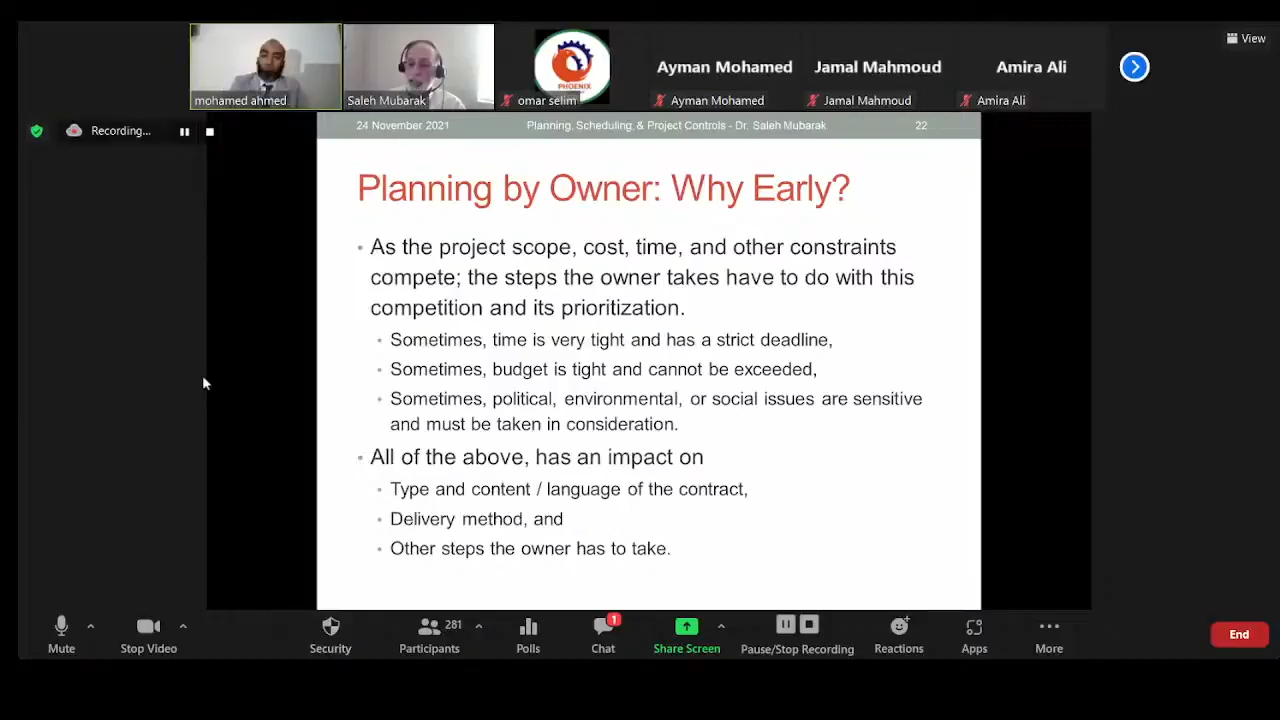 View
PHOENIX
Ayman Mohamed
Jamal Mahmoud
Amira Ali
mohamed ahmed
Saleh Mubarak
omar selim
Ayman Mohamed
Jamal Mahmoud
Amira Ali
Recording...
24 November 2021
Planning, Scheduling, & Project Controls - Dr. Saleh Mubarak
22
Planning by Owner: Why Early?
• As the project scope, cost, time, and other constraints
compete; the steps the owner takes have to do with this
competition and its prioritization.
• Sometimes, time is very tight and has a strict deadline,
• Sometimes, budget is tight and cannot be exceeded,
• Sometimes, political, environmental, or social issues are sensitive
and must be taken in consideration.
• All of the above, has an impact on
• Type and content / language of the contract,
• Delivery method, and
• Other steps the owner has to take.
281
1
Mute
Stop Video
Security
Participants
Polls
Chat
Share Screen
Pause/Stop Recording
Reactions
Apps
More
End